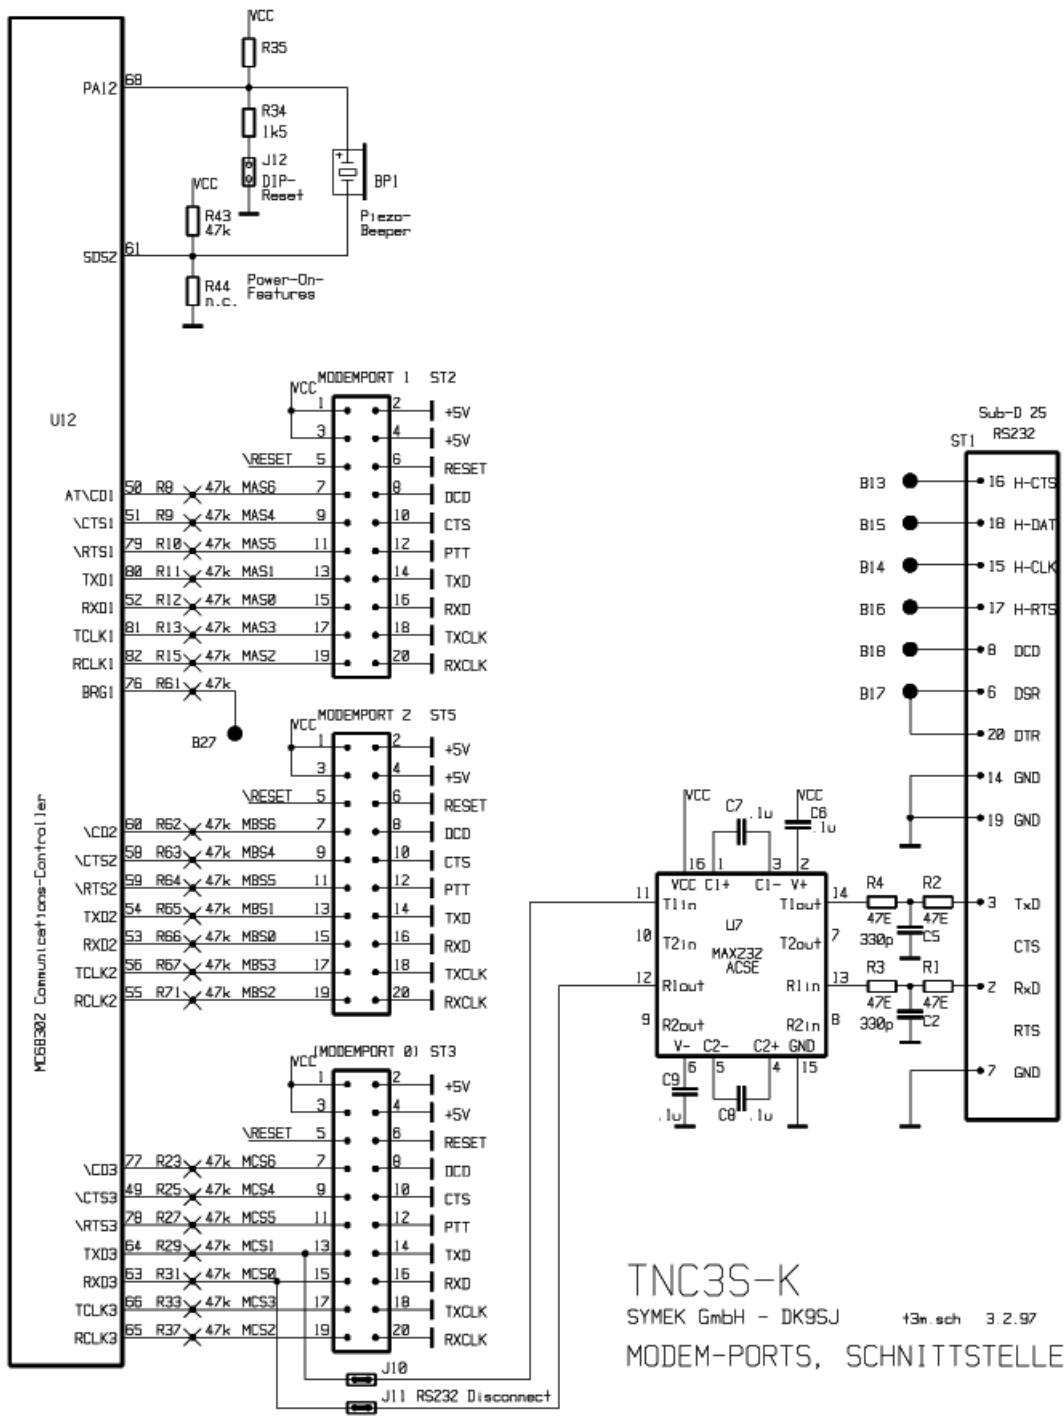 VCC
R35
PA12 68
R34
1k5
J12
DIP-
Reset
BP1
Piezo-
Beeper
VCC
R43
47k
SDS2 61
R44
n.c.
Power-On-
Features
U12
MC68302 Communications-Controller
MODEMPORT 1 ST2
VCC
1 2 +5V
3 4 +5V
\RESET 5 6 RESET
AT\CD1 50 R8 47k MAS6 7 8 DCD
\CTS1 51 R9 47k MAS4 9 10 CTS
\RTS1 79 R10 47k MAS5 11 12 PTT
TXD1 80 R11 47k MAS1 13 14 TXD
RXD1 52 R12 47k MAS0 15 16 RXD
TCLK1 81 R13 47k MAS3 17 18 TXCLK
RCLK1 82 R15 47k MAS2 19 20 RXCLK
BRG1 76 R61 47k
B27
MODEMPORT 2 ST5
VCC
1 2 +5V
3 4 +5V
\RESET 5 6 RESET
\CD2 60 R62 47k MBS6 7 8 DCD
\CTS2 58 R63 47k MBS4 9 10 CTS
\RTS2 59 R64 47k MBS5 11 12 PTT
TXD2 54 R65 47k MBS1 13 14 TXD
RXD2 53 R66 47k MBS0 15 16 RXD
TCLK2 56 R67 47k MBS3 17 18 TXCLK
RCLK2 55 R71 47k MBS2 19 20 RXCLK
(MODEMPORT 0) ST3
VCC
1 2 +5V
3 4 +5V
\RESET 5 6 RESET
\CD3 77 R23 47k MCS6 7 8 DCD
\CTS3 49 R25 47k MCS4 9 10 CTS
\RTS3 78 R27 47k MCS5 11 12 PTT
TXD3 64 R29 47k MCS1 13 14 TXD
RXD3 63 R31 47k MCS0 15 16 RXD
TCLK3 66 R33 47k MCS3 17 18 TXCLK
RCLK3 65 R37 47k MCS2 19 20 RXCLK
J10
J11 RS232 Disconnect
Sub-D 25
ST1 RS232
B13 16 H-CTS
B15 18 H-DAT
B14 15 H-CLK
B16 17 H-RTS
B18 8 DCD
B17 6 DSR
20 DTR
14 GND
19 GND
3 TxD
CTS
2 RxD
RTS
7 GND
VCC C7 .1u VCC C6 .1u
16 1 3 2
VCC C1+ C1- V+
11 T1in T1out 14
10 T2in T2out 7
U7
MAX232
ACSE
12 R1out R1in 13
9 R2out R2in 8
V- C2- C2+ GND
6 5 4 15
C9 .1u C8 .1u
R4 R2
47E 47E
330p C5
R3 R1
47E 47E
330p C2
TNC3S-K
SYMEK GmbH - DK9SJ t3m.sch 3.2.97
MODEM-PORTS, SCHNITTSTELLE